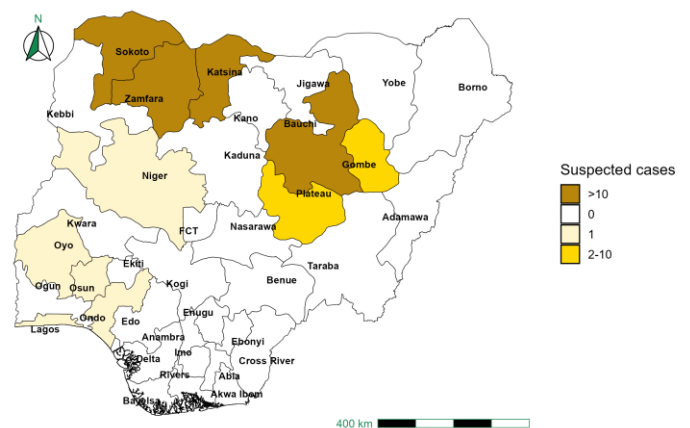 N
Sokoto
Katsina
Jigawa
Yobe
Borno
Zamfara
Kebbi
Kano
Bauchi
Kaduna
Gombe
Niger
Plateau
Suspected cases
>10
0
1
2-10
Kwara
FCT
Nasarawa
Adamawa
Oyo
Ekiti
Taraba
Ogun
Osun
Kogi
Benue
Lagos
Ondo
Edo
Enugu
Anambra
Ebonyi
Delta
Imo
Cross River
Rivers
Abia
Bayelsa
Akwa Ibom
400 km